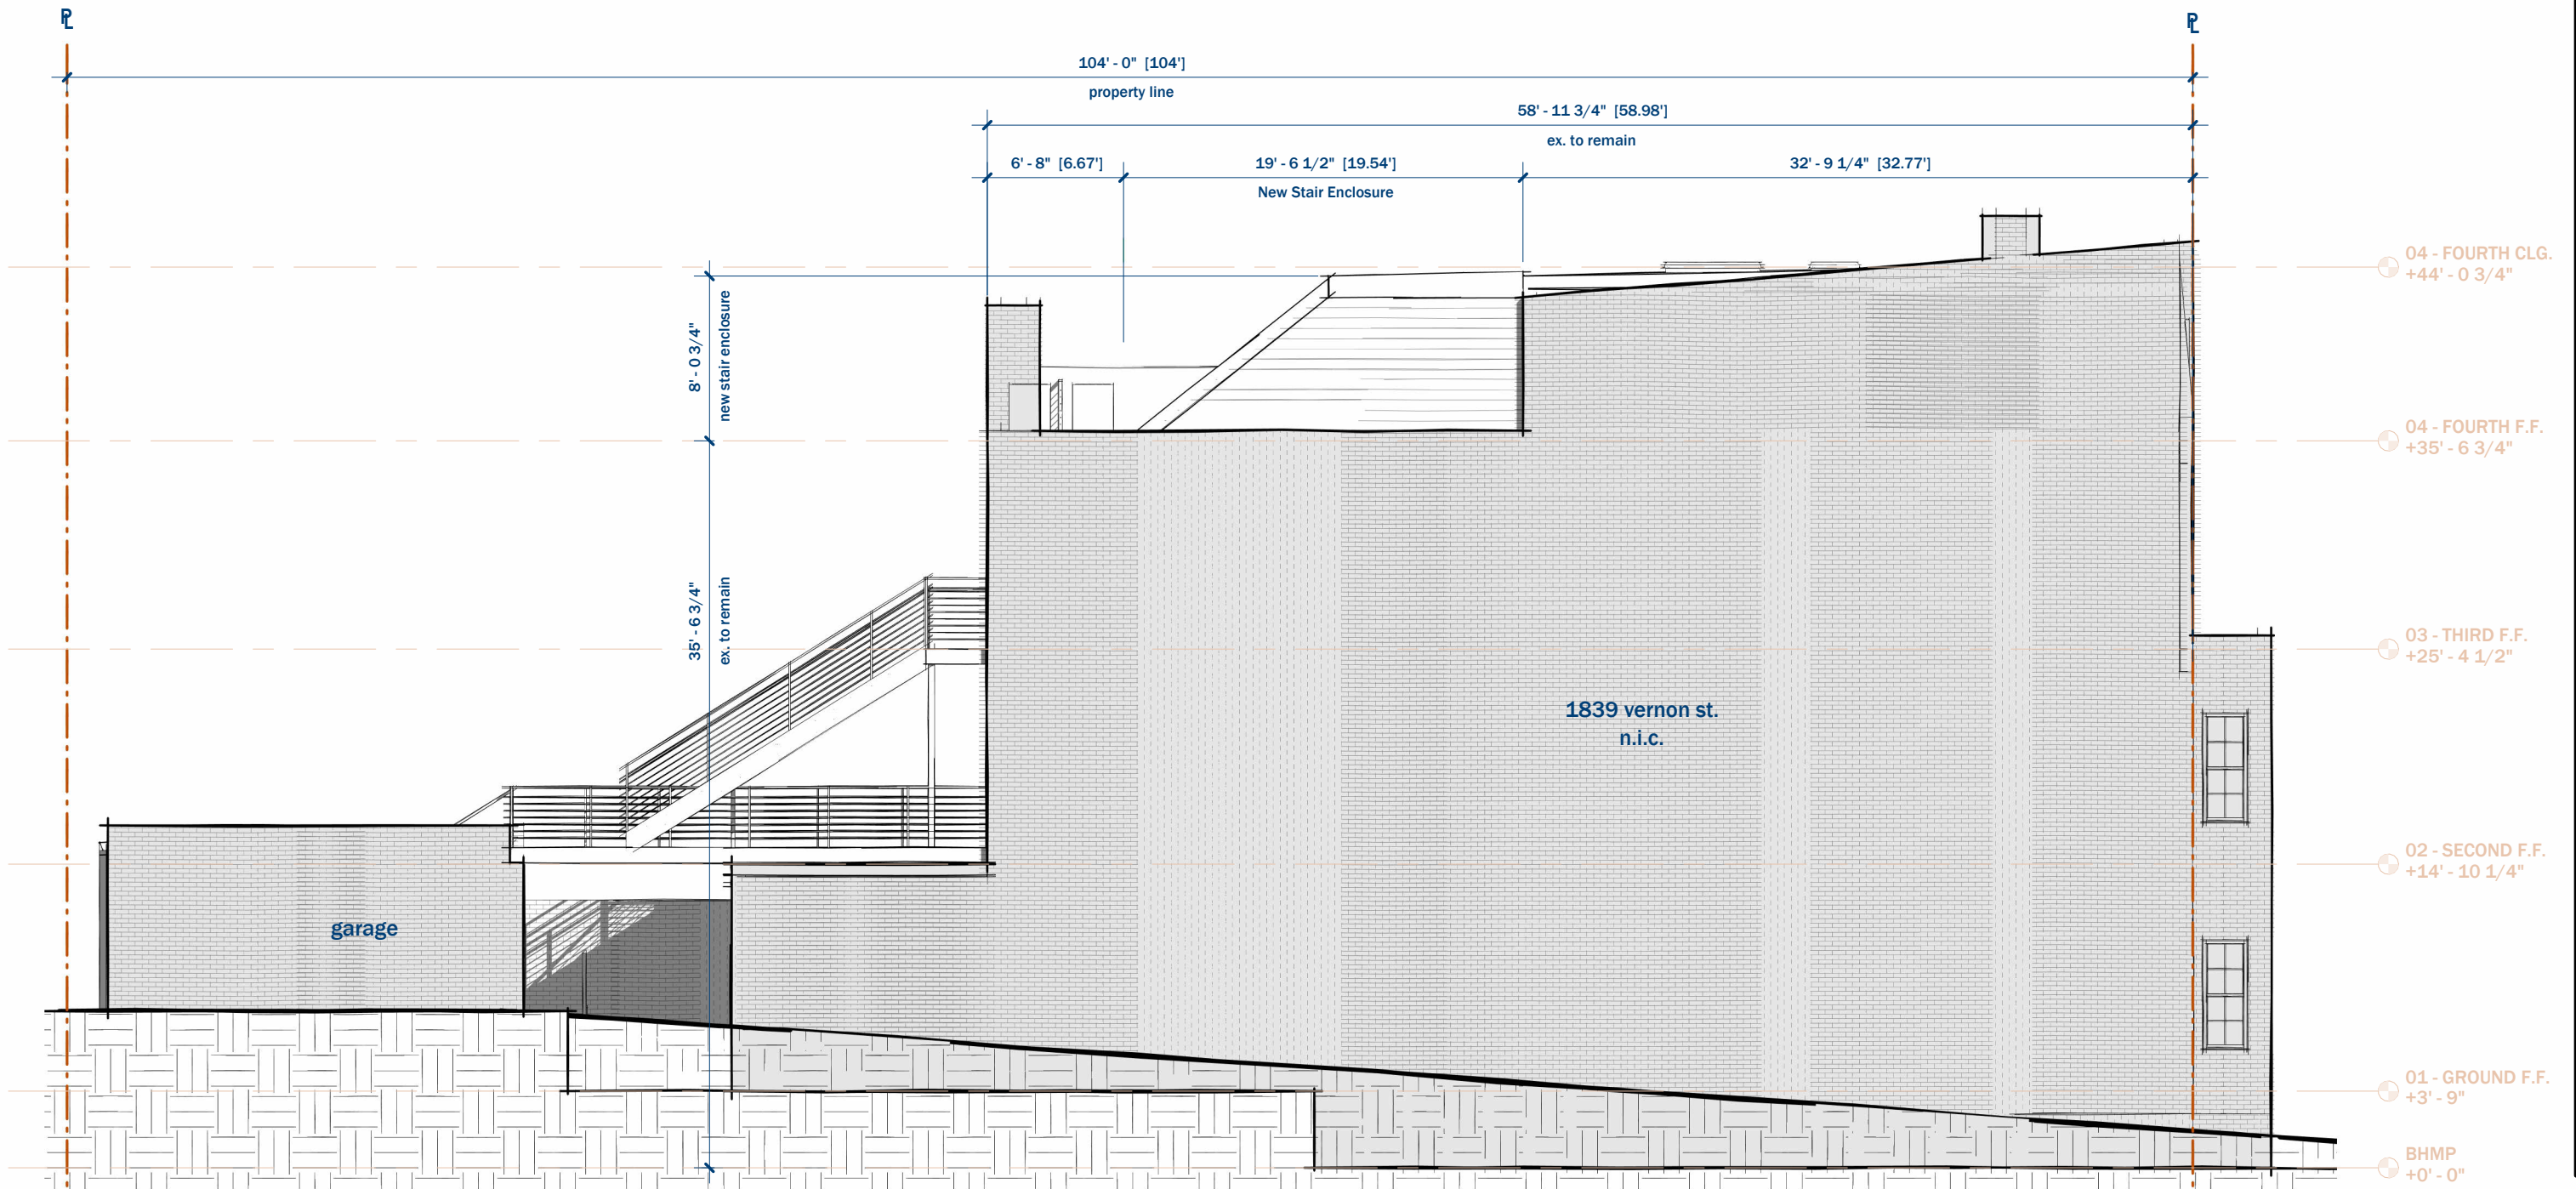 PL
PL
104' - 0" [104']
property line
58' - 11 3/4" [58.98']
ex. to remain
6' - 8" [6.67']
19' - 6 1/2" [19.54']
New Stair Enclosure
32' - 9 1/4" [32.77']
8' - 0 3/4"
new stair enclosure
35' - 6 3/4"
ex. to remain
04 - FOURTH CLG.
+44' - 0 3/4"
04 - FOURTH F.F.
+35' - 6 3/4"
03 - THIRD F.F.
+25' - 4 1/2"
1839 vernon st.
n.i.c.
02 - SECOND F.F.
+14' - 10 1/4"
garage
01 - GROUND F.F.
+3' - 9"
BHMP
+0' - 0"